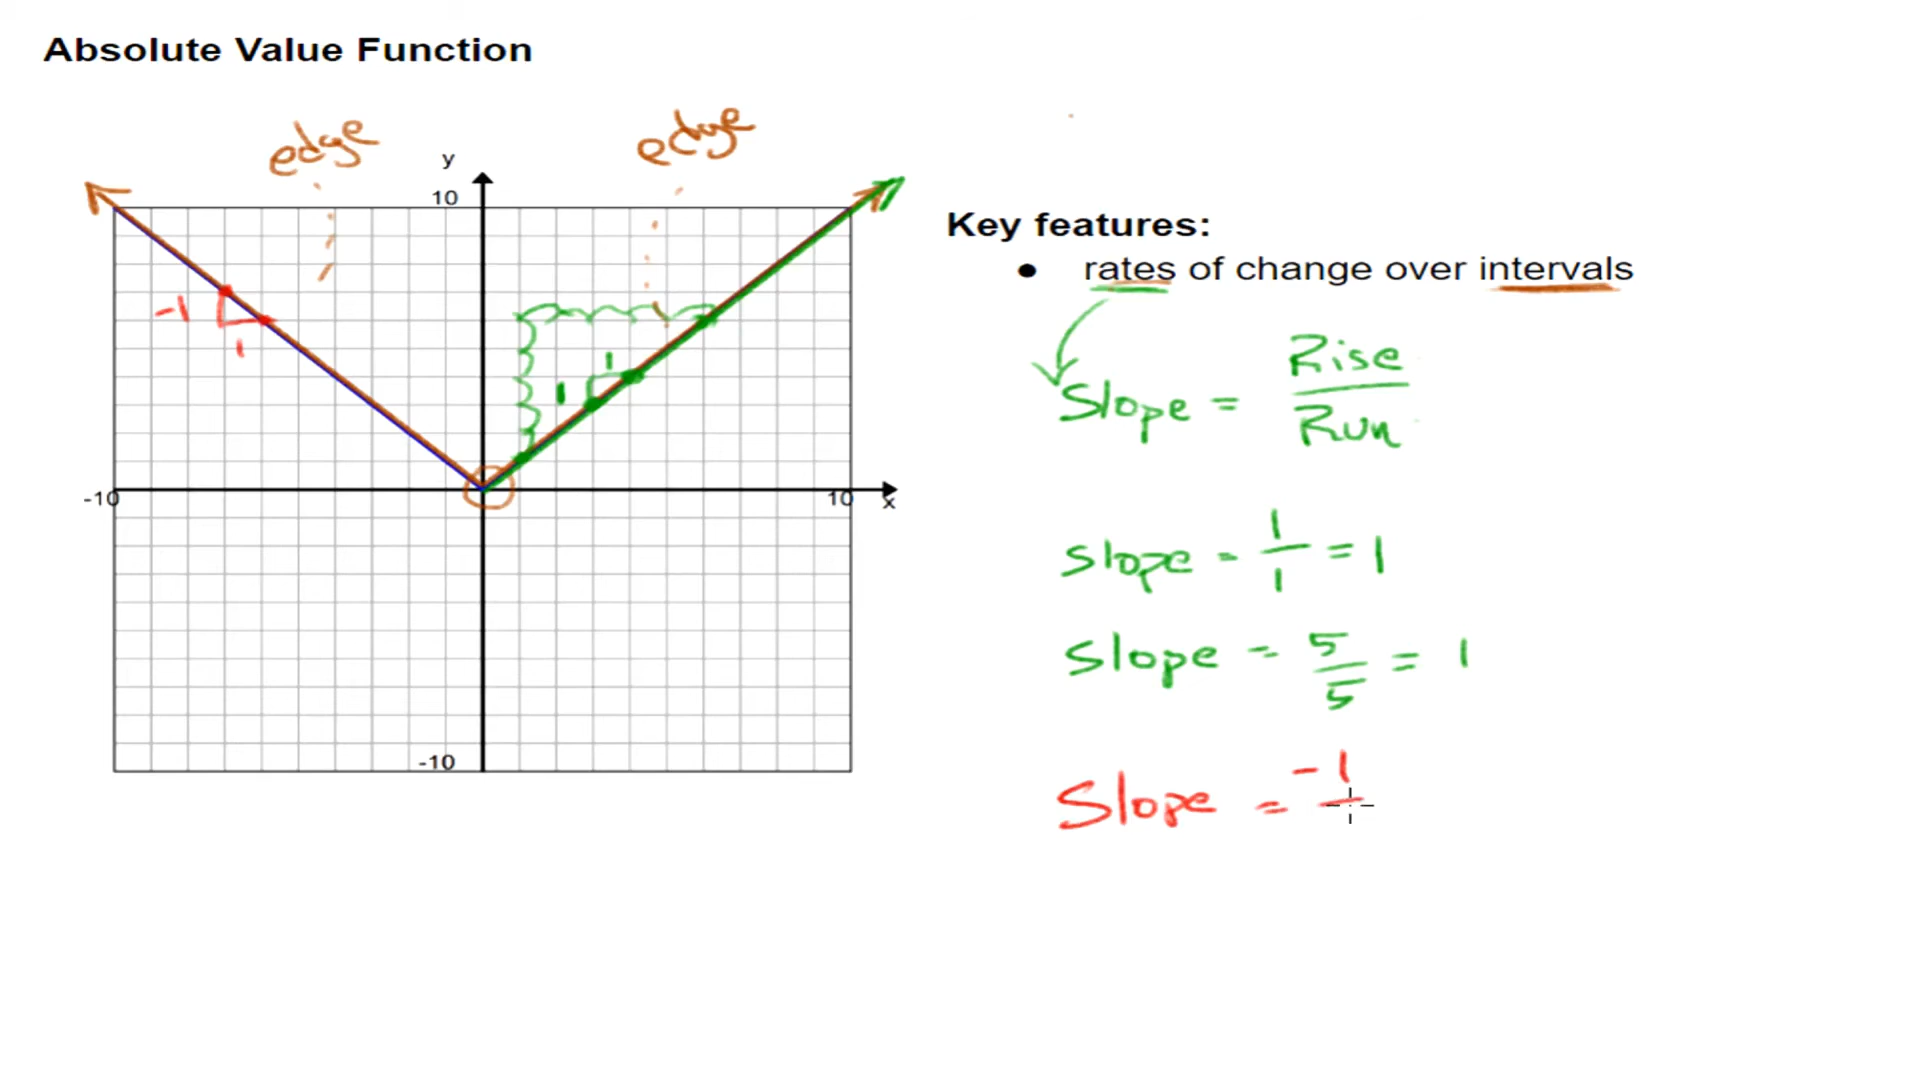 Absolute Value Function
edge
edge
y
10
-10
10
x
-10
-1
1
1
1
Key features:
● rates of change over intervals
Slope = Rise
Run
Slope = 1/1 = 1
Slope = 5/5 = 1
Slope = -1